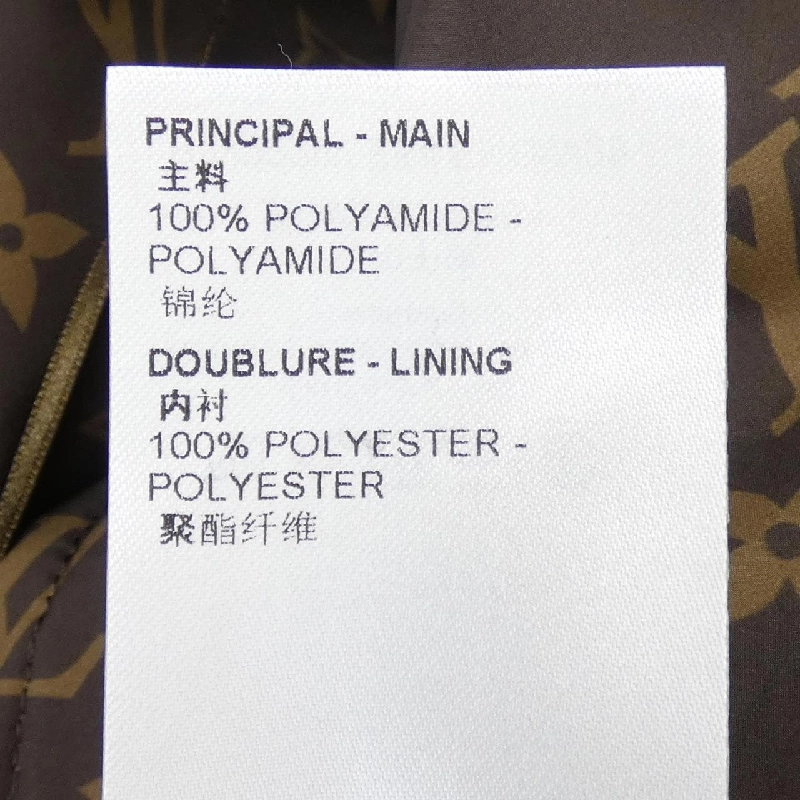 PRINCIPAL - MAIN
主料
100% POLYAMIDE -
POLYAMIDE
锦纶
DOUBLURE - LINING
内衬
100% POLYESTER -
POLYESTER
聚酯纤维